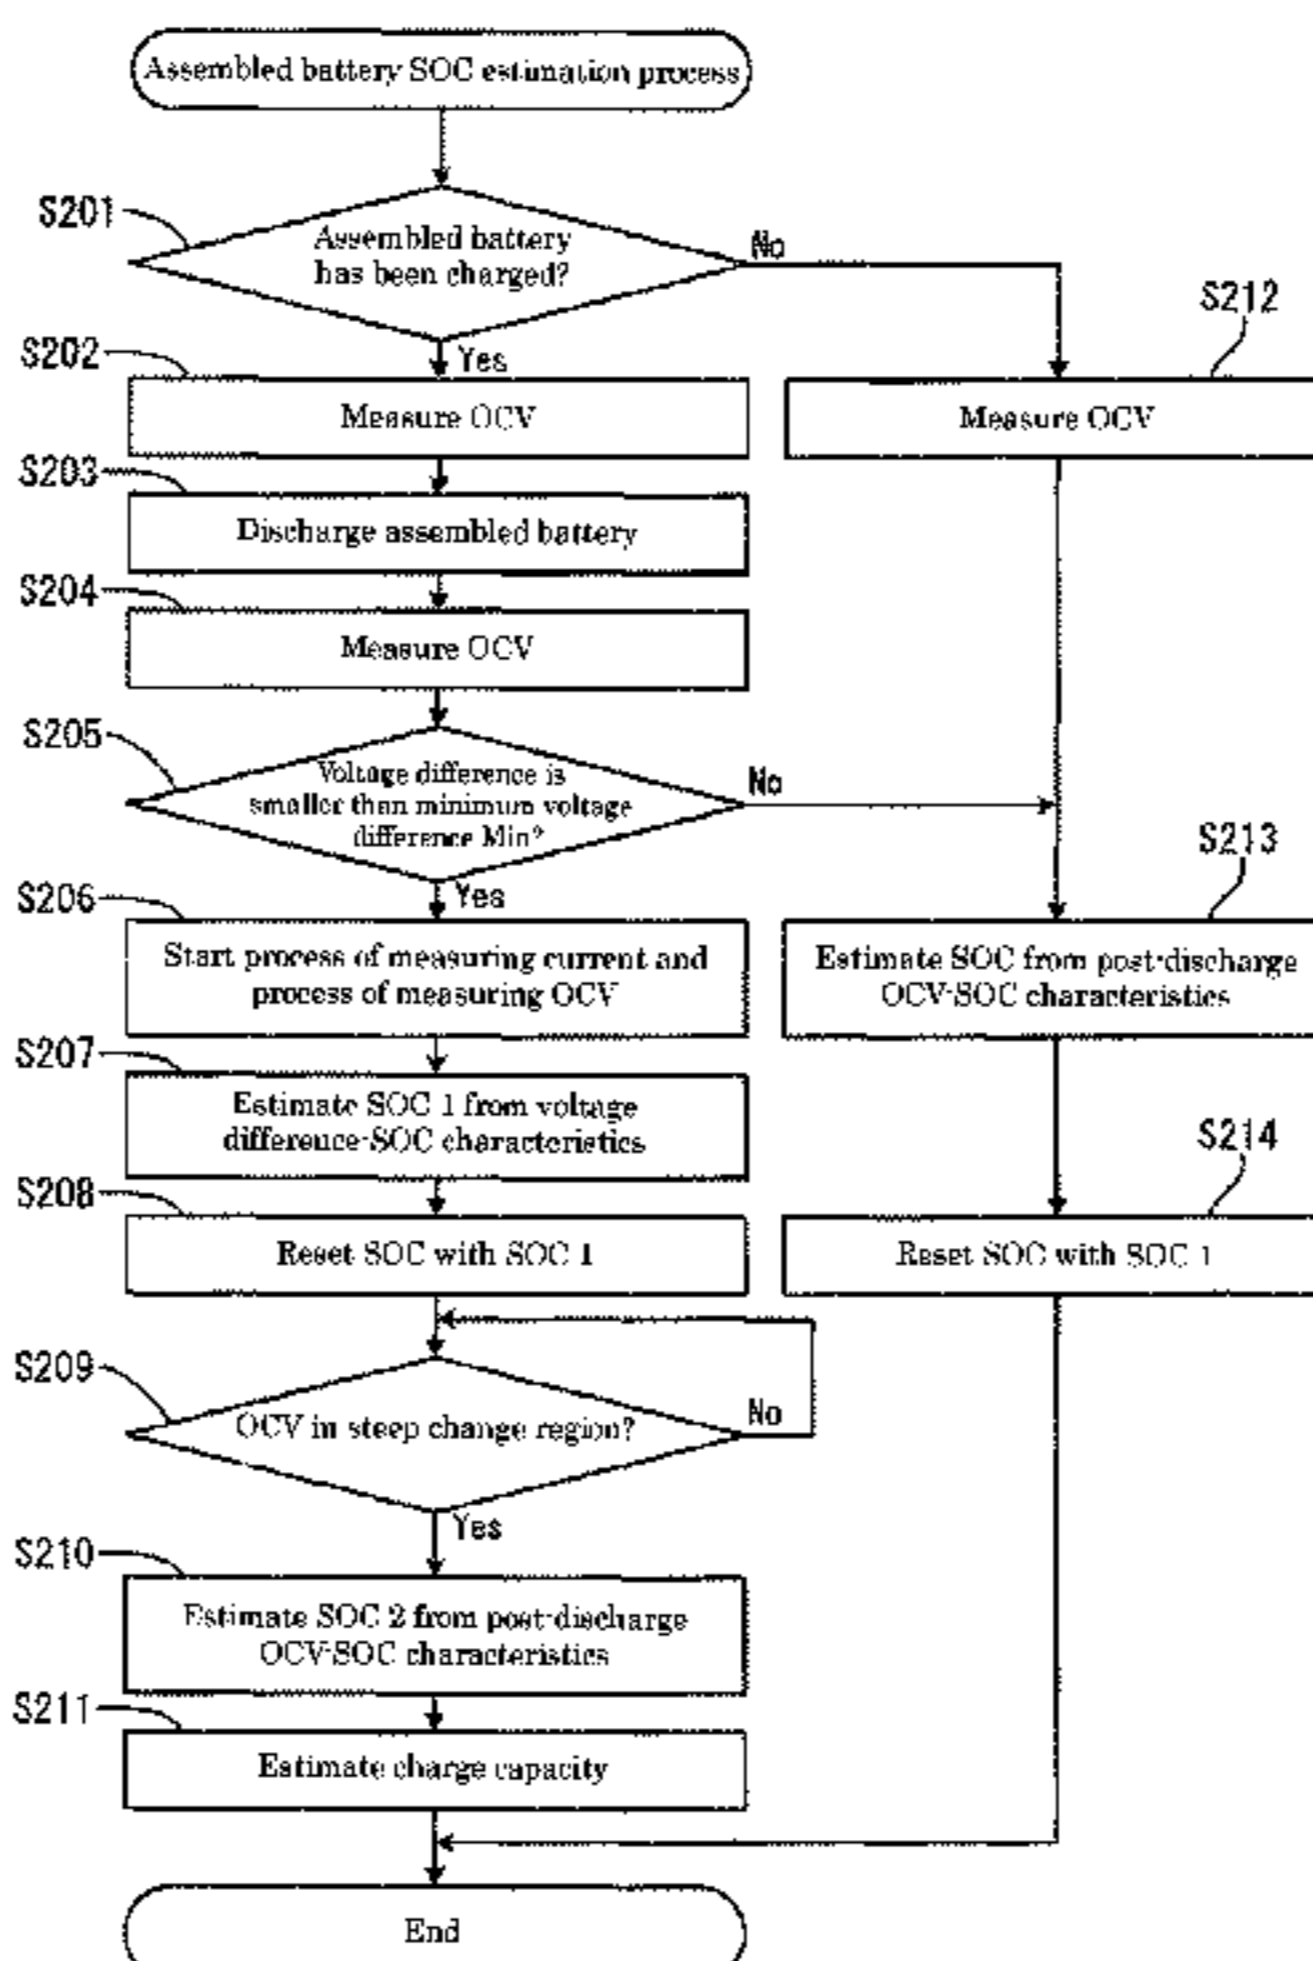 Assembled battery SOC estimation process
S201
Assembled battery
has been charged?
No
Yes
S212
S202
Measure OCV
Measure OCV
S203
Discharge assembled battery
S204
Measure OCV
S205
Voltage difference is
smaller than minimum voltage
difference Min?
No
Yes
S213
S206
Start process of measuring current and
process of measuring OCV
Estimate SOC from post-discharge
OCV-SOC characteristics
S207
Estimate SOC 1 from voltage
difference-SOC characteristics
S214
S208
Reset SOC with SOC 1
Reset SOC with SOC 1
S209
OCV in steep change region?
No
Yes
S210
Estimate SOC 2 from post-discharge
OCV-SOC characteristics
S211
Estimate charge capacity
End